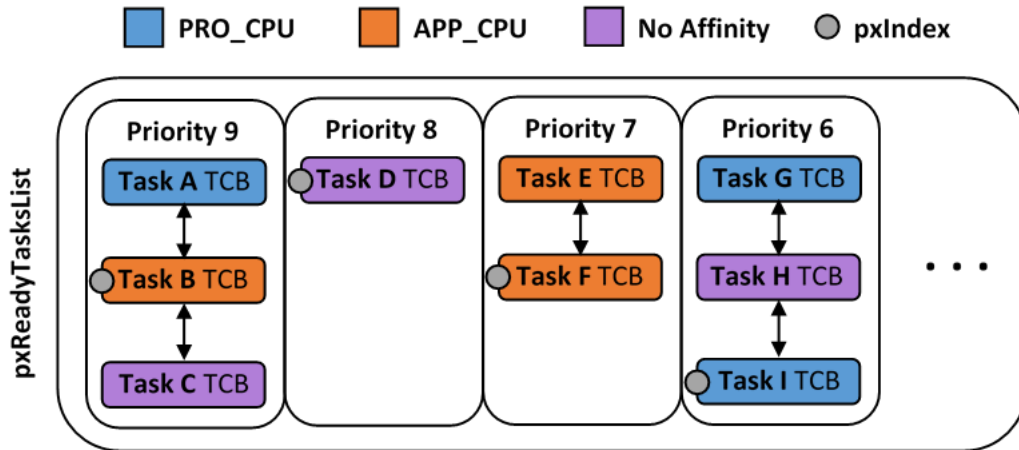 PRO_CPU APP_CPU No Affinity pxIndex
pxReadyTasksList
Priority 9
Task A TCB
Task B TCB
Task C TCB
Priority 8
Task D TCB
Priority 7
Task E TCB
Task F TCB
Priority 6
Task G TCB
Task H TCB
Task I TCB
. . .